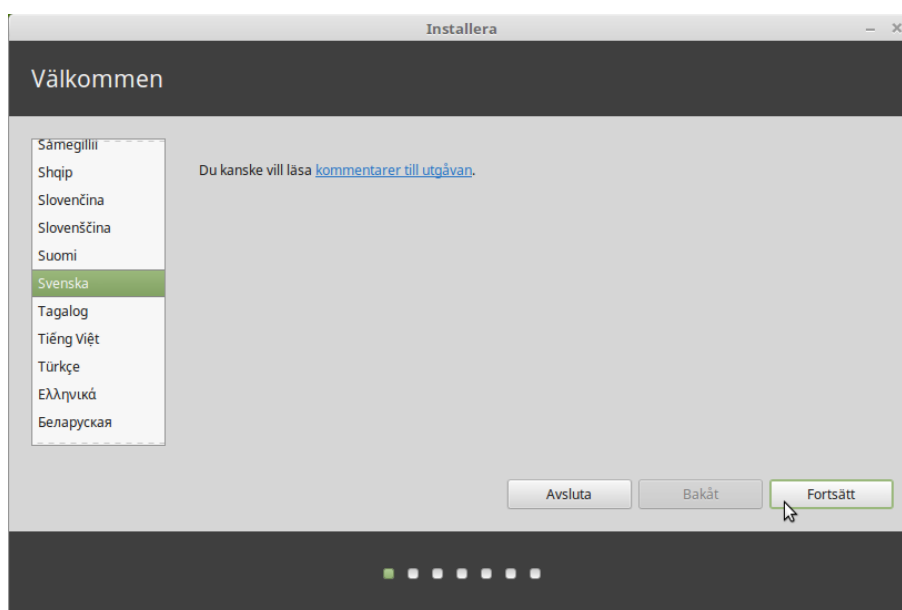 Installera
Välkommen
Sámegillii
Shqip
Du kanske vill läsa kommentarer till utgåvan.
Slovenčina
Slovenščina
Suomi
Svenska
Tagalog
Tiếng Việt
Türkçe
Ελληνικά
Беларуская
Avsluta
Bakåt
Fortsätt